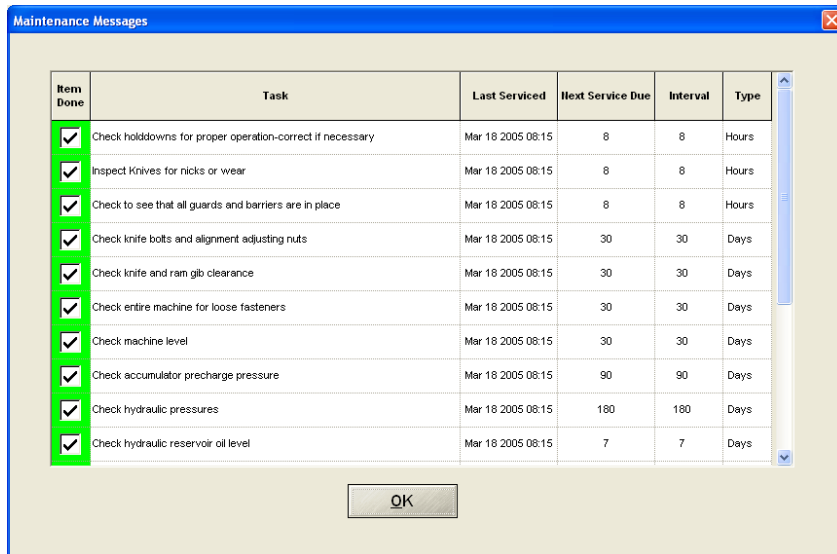 Maintenance Messages
Item Done Task Last Serviced Next Service Due Interval Type
Check holddowns for proper operation-correct if necessary Mar 18 2005 08:15 8 8 Hours
Inspect Knives for nicks or wear Mar 18 2005 08:15 8 8 Hours
Check to see that all guards and barriers are in place Mar 18 2005 08:15 8 8 Hours
Check knife bolts and alignment adjusting nuts Mar 18 2005 08:15 30 30 Days
Check knife and ram gib clearance Mar 18 2005 08:15 30 30 Days
Check entire machine for loose fasteners Mar 18 2005 08:15 30 30 Days
Check machine level Mar 18 2005 08:15 30 30 Days
Check accumulator precharge pressure Mar 18 2005 08:15 90 90 Days
Check hydraulic pressures Mar 18 2005 08:15 180 180 Days
Check hydraulic reservoir oil level Mar 18 2005 08:15 7 7 Days
OK